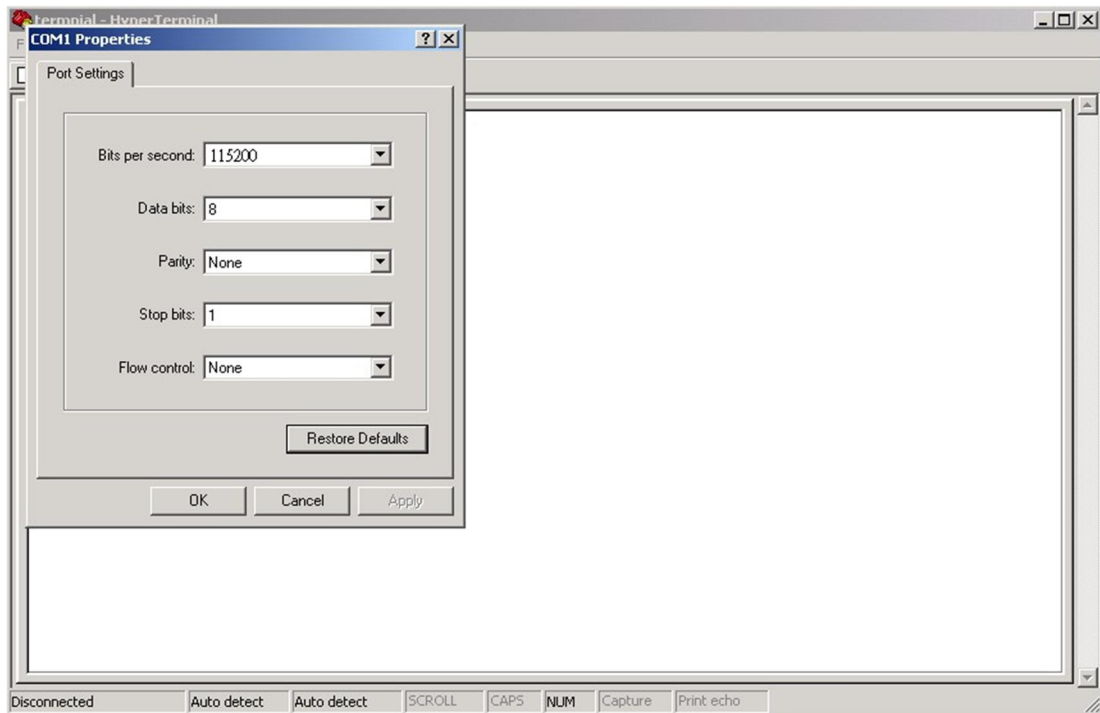 termpial - HyperTerminal
COM1 Properties
Port Settings
Bits per second: 115200
Data bits: 8
Parity: None
Stop bits: 1
Flow control: None
Restore Defaults
OK Cancel Apply
Disconnected Auto detect Auto detect SCROLL CAPS NUM Capture Print echo